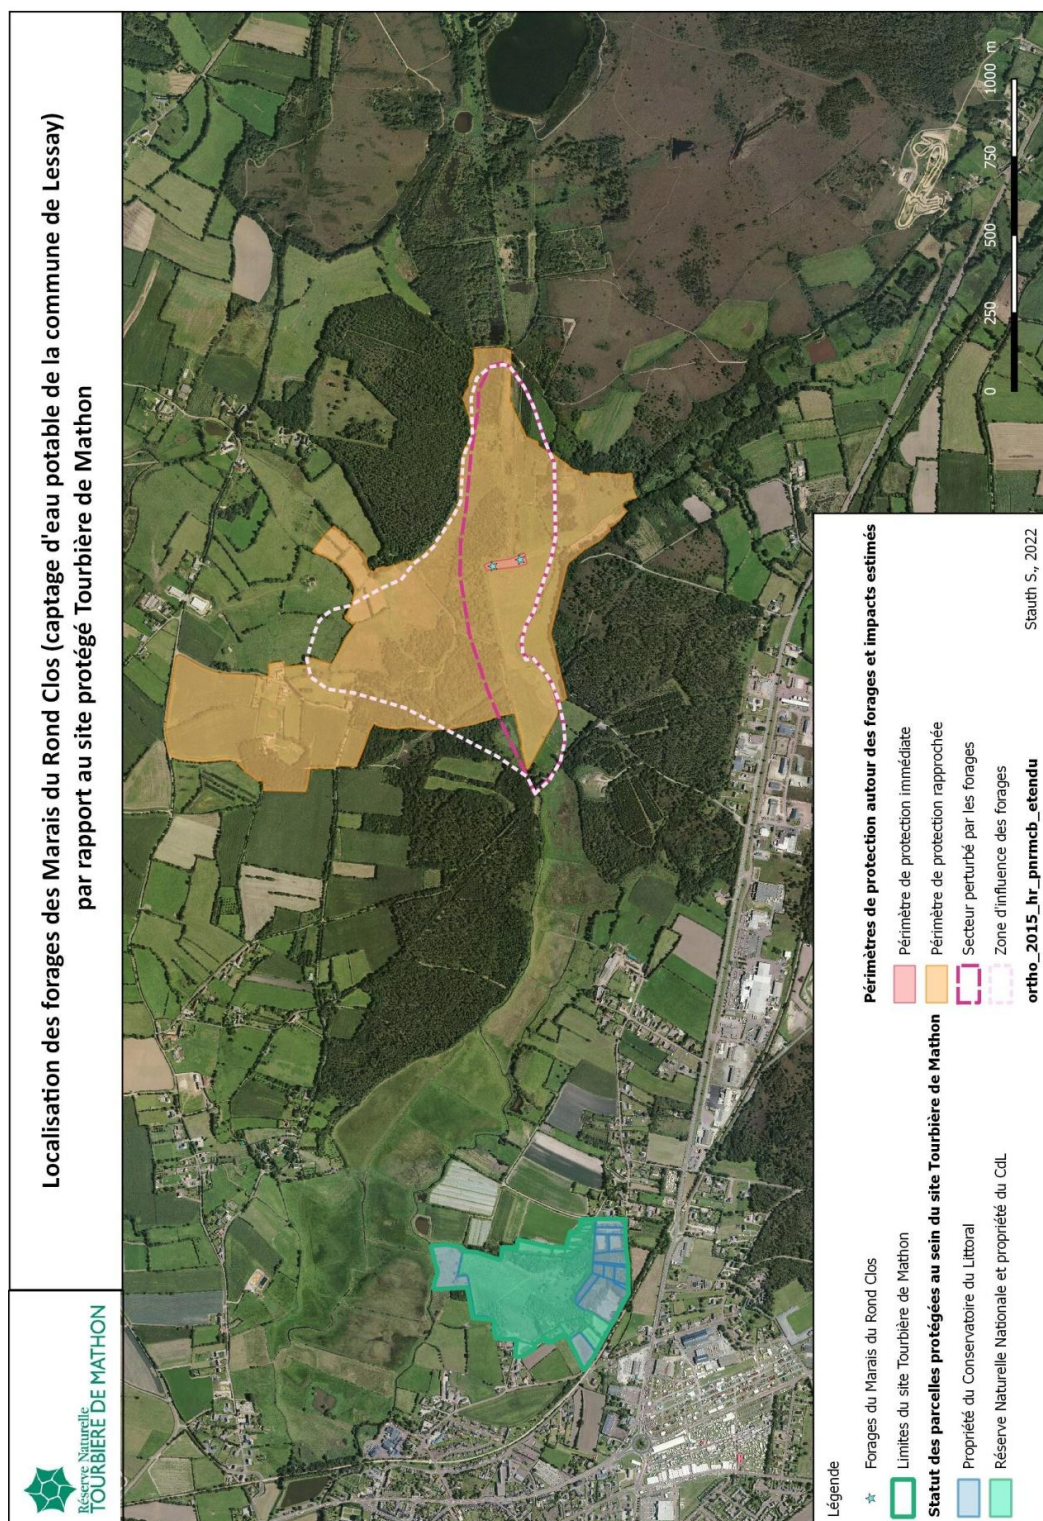 Réserve Naturelle
TOURBIÈRE DE MATHON
Localisation des forages des Marais du Rond Clos (captage d'eau potable de la commune de Lessay)
par rapport au site protégé Tourbière de Mathon
Légende
Forages du Marais du Rond Clos
Limites du site Tourbière de Mathon
Statut des parcelles protégées au sein du site Tourbière de Mathon
Propriété du Conservatoire du Littoral
Réserve Naturelle Nationale et propriété du CdL
Périmètres de protection autour des forages et impacts estimés
Périmètre de protection immédiate
Périmètre de protection rapprochée
Secteur perturbé par les forages
Zone d'influence des forages
ortho_2015_hr_pnrmcb_etendu
Stauth S., 2022
0 250 500 750 1000 m